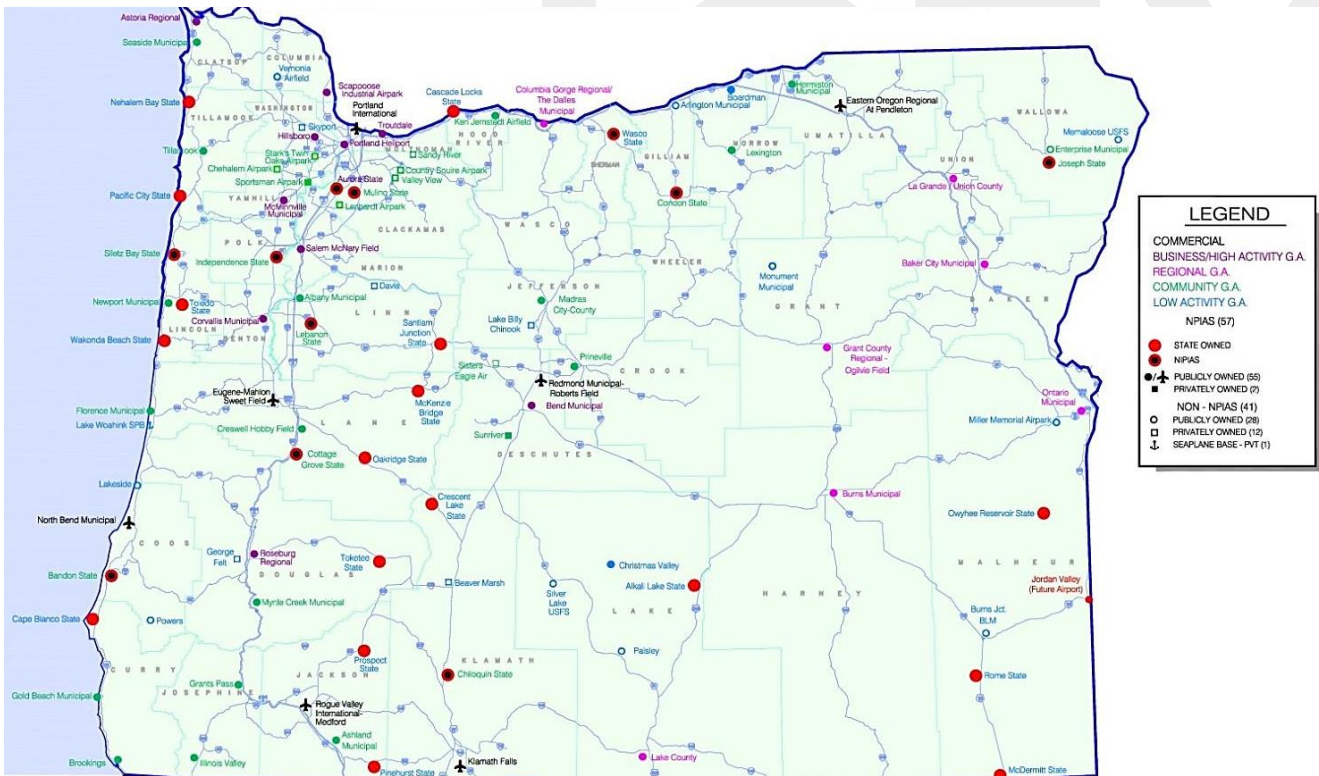 Astoria Regional
Seaside Municipal
CLATSOP
COLUMBIA
Vernonia
Airfield
Scappoose
Industrial Airpark
Portland
International
Nehalem Bay State
TILLAMOOK
WASHINGTON
Skyport
Hillsboro
Troutdale
Portland Heliport
MULTNOMAH
Cascade Locks
State
Ken Jernstedt Airfield
HOOD
RIVER
Columbia Gorge Regional/
The Dalles
Municipal
Wasco
State
SHERMAN
GILLIAM
Arlington Municipal
Boardman
Hermiston
Municipal
Eastern Oregon Regional
At Pendleton
MORROW
Lexington
UMATILLA
WALLOWA
Memaloose USFS
Enterprise Municipal
Joseph State
UNION
La Grande / Union County
Tillamook
Stark's Twin
Oaks Airpark
Chehalem Airpark
Sportsman Airpark
Sandy River
Country Squire Airpark
Valley View
Aurora State
Mulino State
Lenhardt Airpark
Pacific City State
YAMHILL
McMinnville
Municipal
CLACKAMAS
Condon State
WASCO
Salem McNary Field
POLK
Siletz Bay State
Independence State
MARION
Davis
WHEELER
Monument
Municipal
Baker City Municipal
JEFFERSON
Madras
City-County
GRANT
BAKER
Newport Municipal
Toledo
State
Albany Municipal
LINN
Corvallis Municipal
LINCOLN
BENTON
Lebanon
State
Santiam
Junction
State
Lake Billy
Chinook
Wakonda Beach State
Sisters
Eagle Air
Prineville
CROOK
Grant County
Regional -
Ogilvie Field
Eugene-Mahlon
Sweet Field
McKenzie
Bridge
State
Redmond Municipal-
Roberts Field
Bend Municipal
Ontario
Municipal
Miller Memorial Airpark
Florence Municipal
Lake Woahink SPB
Creswell Hobby Field
LANE
Sunriver
DESCHUTES
Cottage
Grove State
Oakridge State
Lakeside
Crescent
Lake
State
Burns Municipal
Owyhee Reservoir State
North Bend Municipal
COOS
George
Felt
Roseburg
Regional
DOUGLAS
Toketee
State
Christmas Valley
Alkali Lake State
MALHEUR
Jordan Valley
(Future Airport)
Bandon State
Beaver Marsh
Silver
Lake
USFS
LAKE
HARNEY
Myrtle Creek Municipal
Cape Blanco State
Powers
Burns Jct.
BLM
CURRY
Prospect
State
KLAMATH
Paisley
JACKSON
Chiloquin State
Rome State
Gold Beach Municipal
JOSEPHINE
Grants Pass
Rogue Valley
International-
Medford
Ashland
Municipal
Brookings
Illinois Valley
Pinehurst State
Klamath Falls
Lake County
McDermitt State
LEGEND
COMMERCIAL
BUSINESS/HIGH ACTIVITY G.A.
REGIONAL G.A.
COMMUNITY G.A.
LOW ACTIVITY G.A.
NPIAS (57)
STATE OWNED
NIPIAS
PUBLICLY OWNED (55)
PRIVATELY OWNED (2)
NON - NPIAS (41)
PUBLICLY OWNED (28)
PRIVATELY OWNED (12)
SEAPLANE BASE - PVT (1)